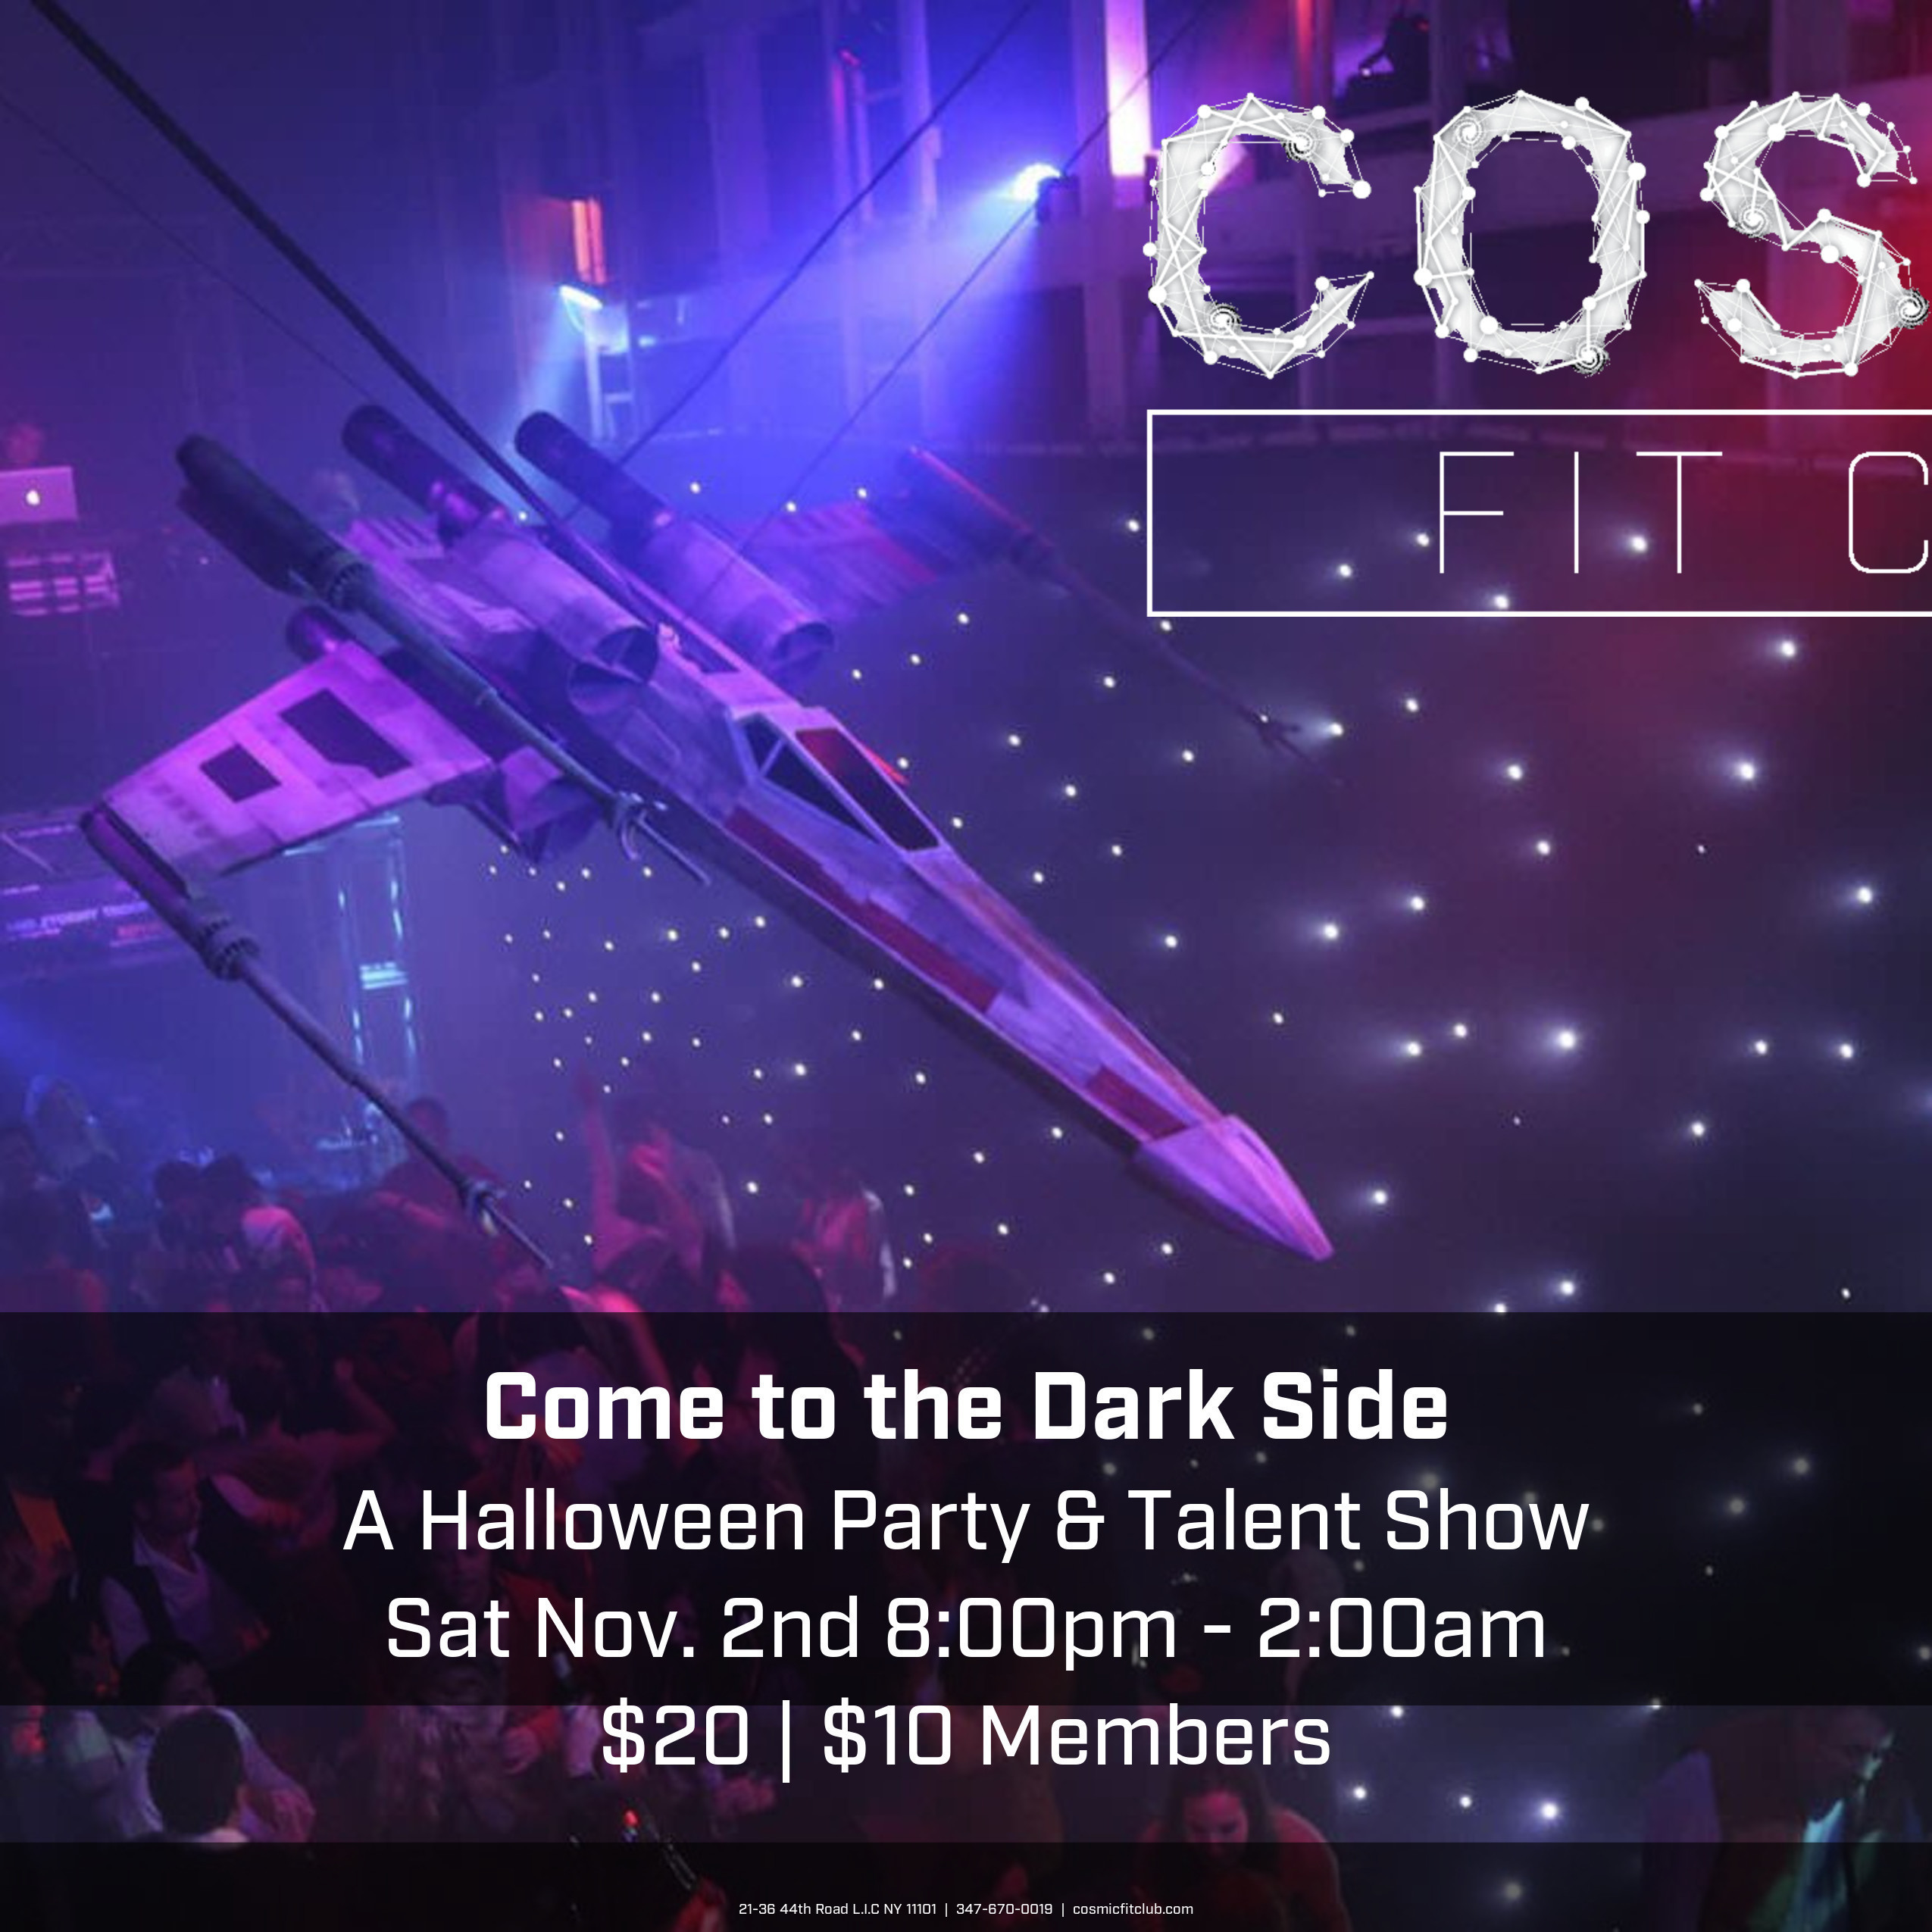 COS
FIT C
Come to the Dark Side
A Halloween Party & Talent Show
Sat Nov. 2nd 8:00pm - 2:00am
$20 | $10 Members
21-36 44th Road L.I.C NY 11101 | 347-670-0019 | cosmicfitclub.com